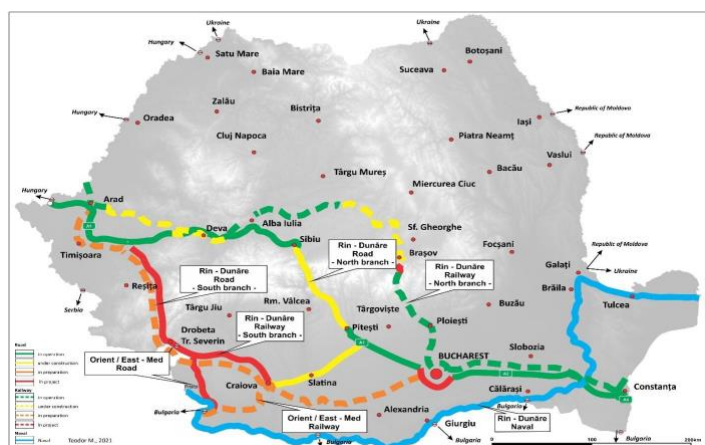 Ukraine
Ukraine
Hungary
Satu Mare
Botoșani
Baia Mare
Suceava
Hungary
Zalău
Bistrița
Republic of Moldova
Oradea
Iași
Cluj Napoca
Piatra Neamț
Republic of Moldova
Vaslui
Bacău
Târgu Mureș
Miercurea Ciuc
Hungary
Arad
Alba Iulia
Deva
Sf. Gheorghe
Sibiu
Rin - Dunăre
Road
- North branch -
Brașov
Focșani
Timișoara
Rin - Dunăre
Railway
- North branch -
Republic of Moldova
Galați
Ukraine
Rin - Dunăre
Road
- South branch -
Reșița
Brăila
Tulcea
Serbia
Târgu Jiu
Rm. Vâlcea
Târgoviște
Buzău
Rin - Dunăre
Railway
- South branch -
Ploiești
Pitești
Drobeta
Tr. Severin
BUCHAREST
Slobozia
Orient / East - Med
Road
Craiova
Slatina
Călărași
Constanța
Bulgaria
Orient / East - Med
Railway
Alexandria
Giurgiu
Bulgaria
Rin - Dunăre
Naval
Bulgaria
Bulgaria
Bulgaria
Road
in operation
under construction
in preparation
in project
Railway
in operation
under construction
in preparation
in project
Naval
Naval
Teodor M., 2021
0
100
200km